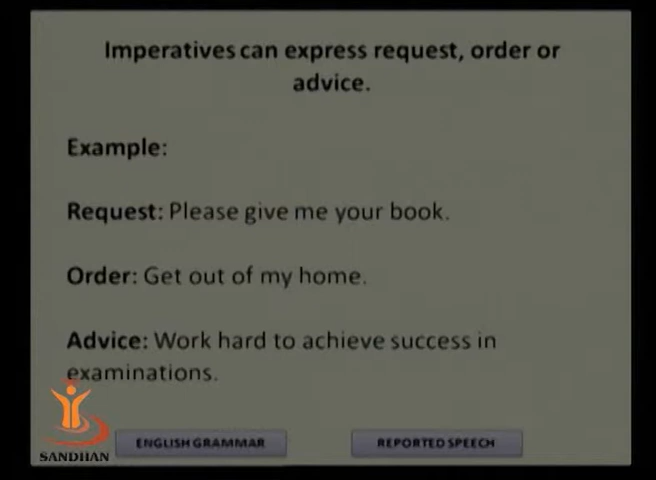 Imperatives can express request, order or
advice.
Example:
Request: Please give me your book.
Order: Get out of my home.
Advice: Work hard to achieve success in
examinations.
SANDHAN
ENGLISH GRAMMAR
REPORTED SPEECH